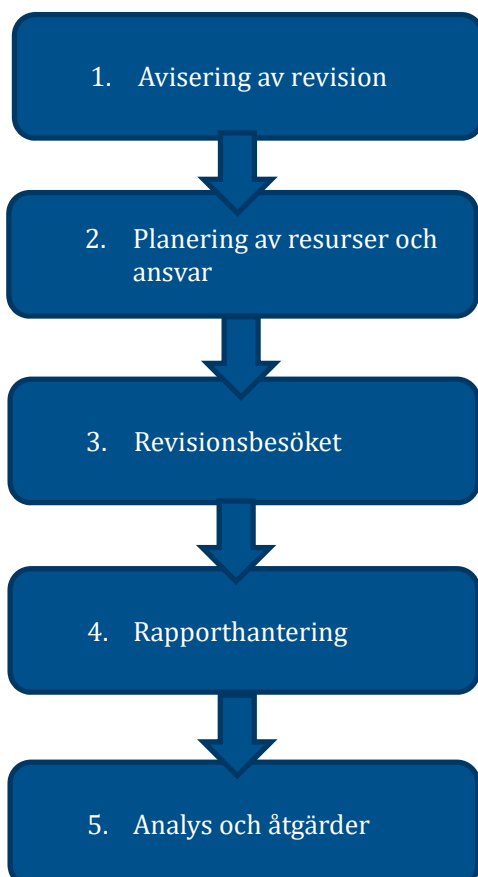 1. Avisering av revision
2. Planering av resurser och
ansvar
3. Revisionsbesöket
4. Rapporthantering
5. Analys och åtgärder